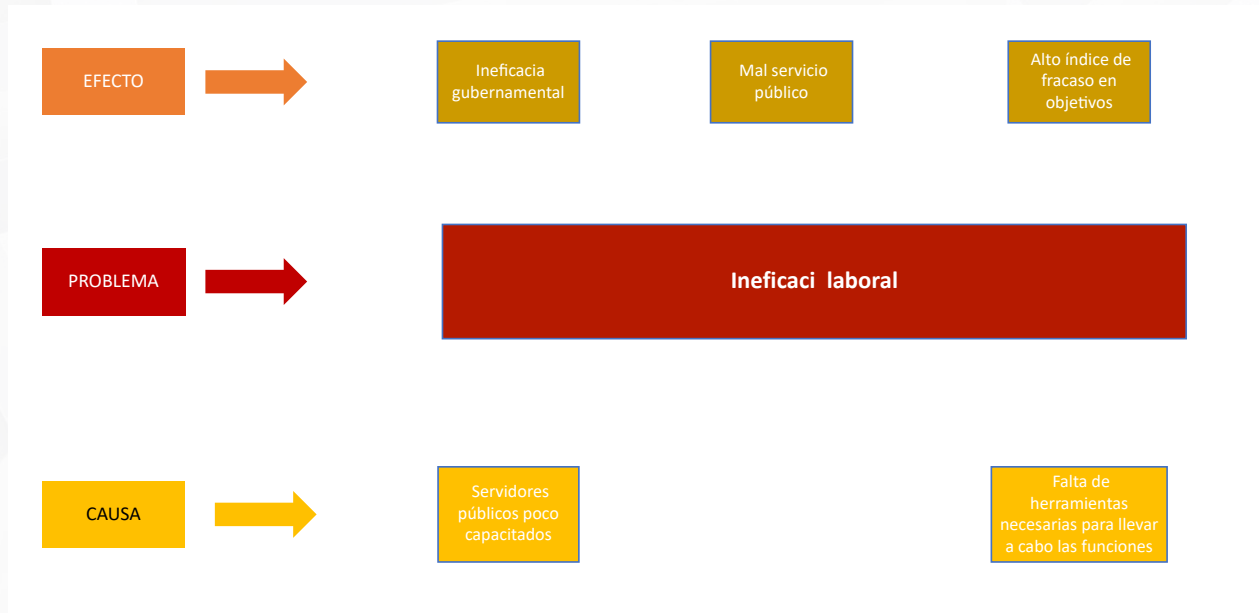 EFECTO
Ineficacia
gubernamental
Mal servicio
público
Alto índice de
fracaso en
objetivos
PROBLEMA
Ineficaci  laboral
CAUSA
Servidores
públicos poco
capacitados
Falta de
herramientas
necesarias para llevar
a cabo las funciones